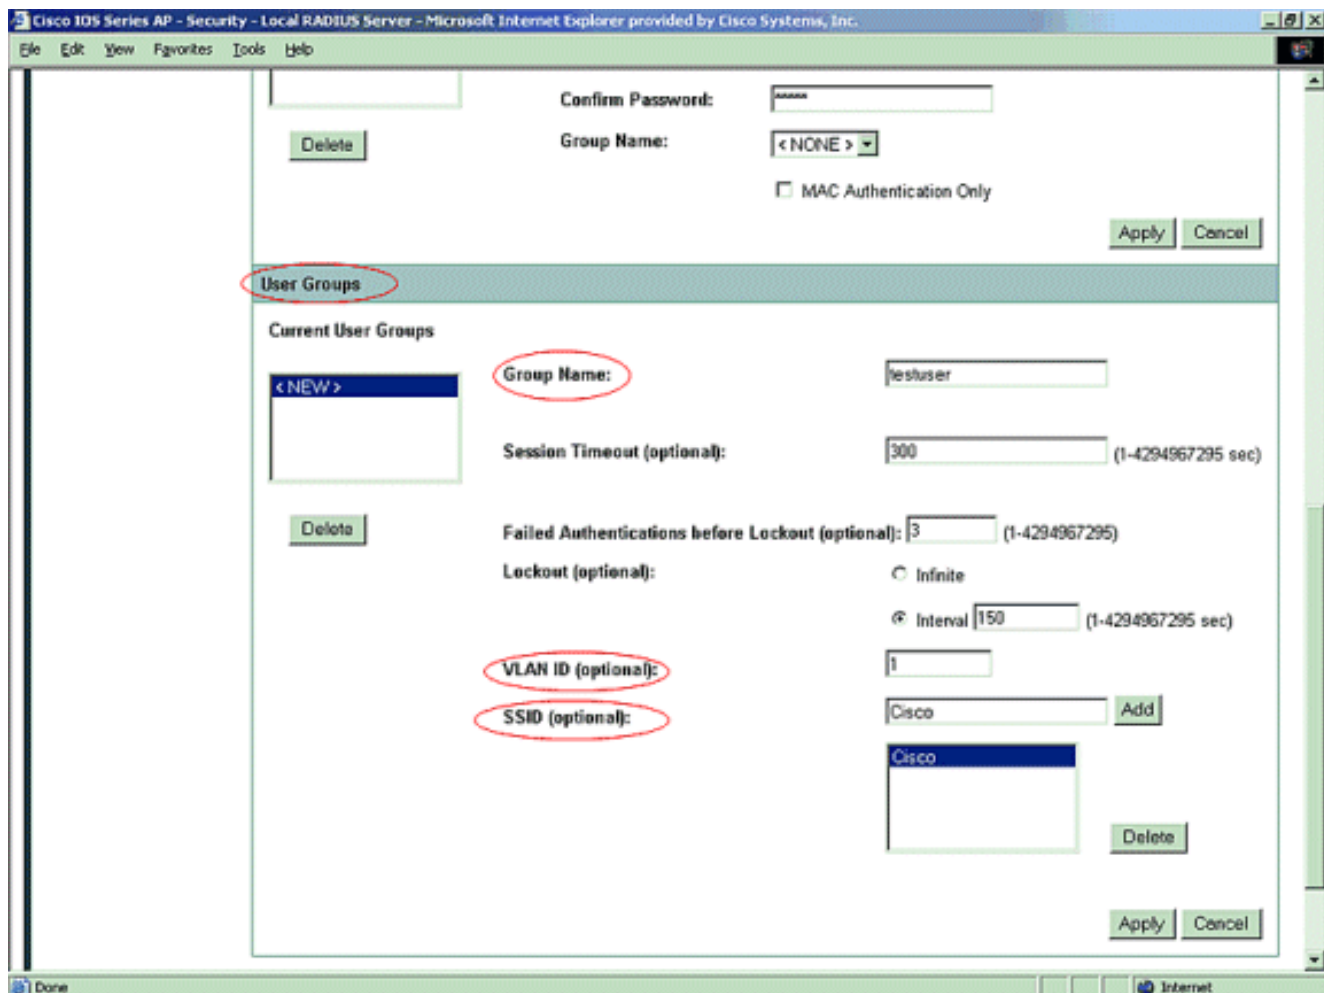 Cisco IOS Series AP - Security - Local RADIUS Server - Microsoft Internet Explorer provided by Cisco Systems, Inc.
File Edit View Favorites Tools Help
Confirm Password: *****
Delete
Group Name: < NONE >
MAC Authentication Only
Apply Cancel
User Groups
Current User Groups
< NEW >
Group Name: testuser
Session Timeout (optional): 300 (1-4294967295 sec)
Delete
Failed Authentications before Lockout (optional): 3 (1-4294967295)
Lockout (optional): Infinite
Interval 150 (1-4294967295 sec)
VLAN ID (optional): 1
SSID (optional): Cisco Add
Cisco
Delete
Apply Cancel
Done Internet